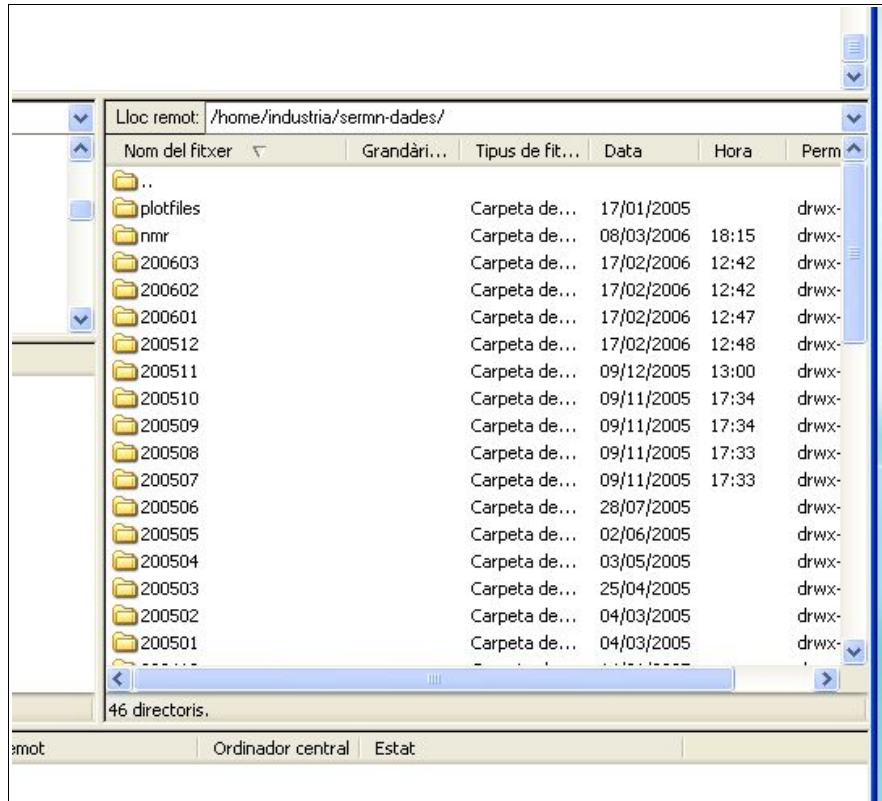 Lloc remot: /home/industria/sermn-dades/
Nom del fitxer Grandàri... Tipus de fit... Data Hora Perm
..
plotfiles Carpeta de... 17/01/2005 drwx-
nmr Carpeta de... 08/03/2006 18:15 drwx-
200603 Carpeta de... 17/02/2006 12:42 drwx-
200602 Carpeta de... 17/02/2006 12:42 drwx-
200601 Carpeta de... 17/02/2006 12:47 drwx-
200512 Carpeta de... 17/02/2006 12:48 drwx-
200511 Carpeta de... 09/12/2005 13:00 drwx-
200510 Carpeta de... 09/11/2005 17:34 drwx-
200509 Carpeta de... 09/11/2005 17:34 drwx-
200508 Carpeta de... 09/11/2005 17:33 drwx-
200507 Carpeta de... 09/11/2005 17:33 drwx-
200506 Carpeta de... 28/07/2005 drwx-
200505 Carpeta de... 02/06/2005 drwx-
200504 Carpeta de... 03/05/2005 drwx-
200503 Carpeta de... 25/04/2005 drwx-
200502 Carpeta de... 04/03/2005 drwx-
200501 Carpeta de... 04/03/2005 drwx-
46 directoris.
emot Ordinador central Estat